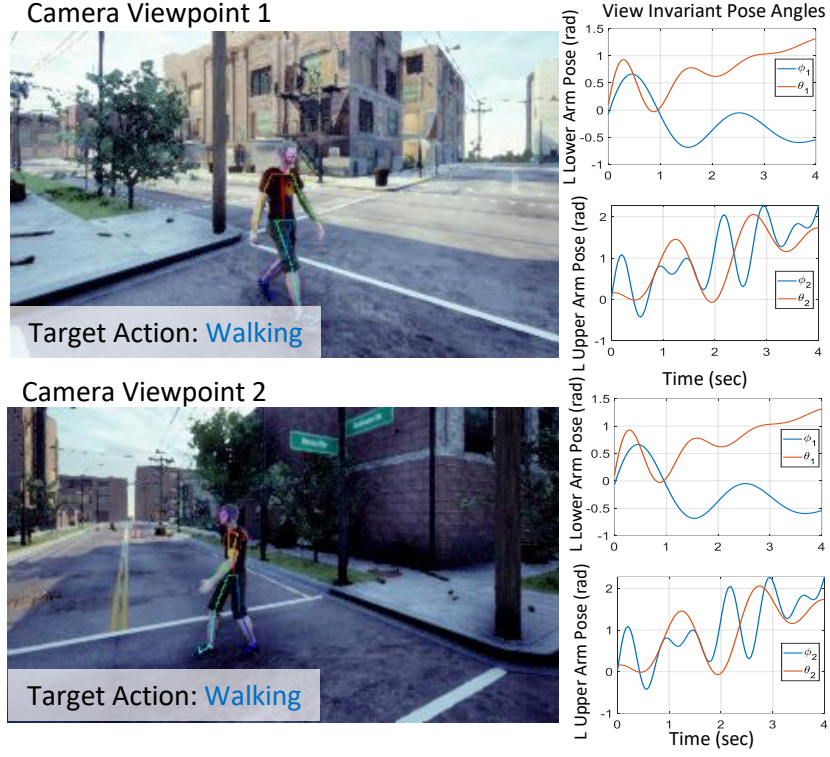 Camera Viewpoint 1
View Invariant Pose Angles
L Lower Arm Pose (rad)
1.5
1
0.5
0
-0.5
-1
0
1
2
3
4
ϕ1
θ1
L Upper Arm Pose (rad)
2
1
0
-1
0
1
2
3
4
ϕ2
θ2
Time (sec)
Target Action: Walking
Camera Viewpoint 2
L Lower Arm Pose (rad)
1.5
1
0.5
0
-0.5
-1
0
1
2
3
4
ϕ1
θ1
L Upper Arm Pose (rad)
2
1
0
-1
0
1
2
3
4
ϕ2
θ2
Time (sec)
Target Action: Walking